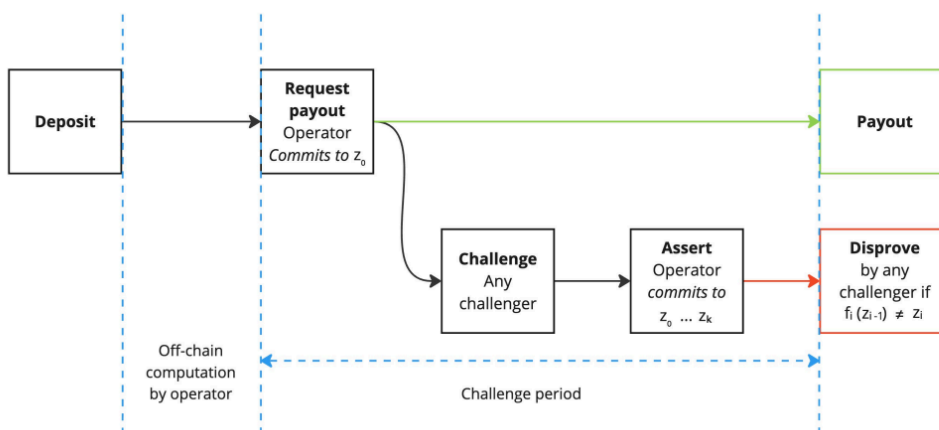 Deposit
Request
payout
Operator
Commits to z₀
Payout
Challenge
Any
challenger
Assert
Operator
commits to
z₀ ... zₖ
Disprove
by any
challenger if
fᵢ (zᵢ₋₁) ≠ zᵢ
Off-chain
computation
by operator
Challenge period